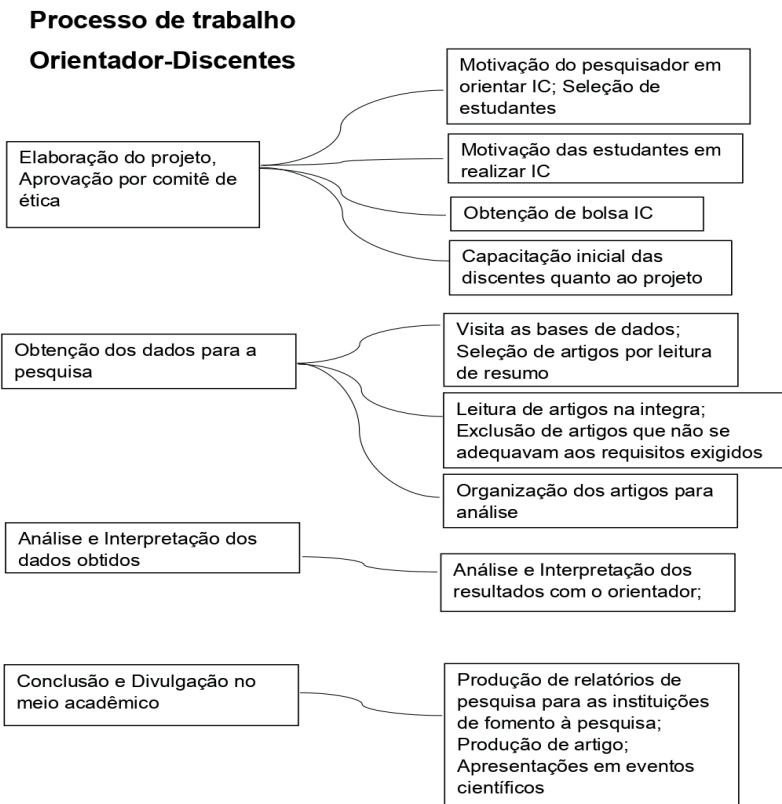 Processo de trabalho
Orientador-Discentes
Elaboração do projeto,
Aprovação por comitê de
ética
Motivação do pesquisador em
orientar IC; Seleção de
estudantes
Motivação das estudantes em
realizar IC
Obtenção de bolsa IC
Capacitação inicial das
discentes quanto ao projeto
Obtenção dos dados para a
pesquisa
Visita as bases de dados;
Seleção de artigos por leitura
de resumo
Leitura de artigos na integra;
Exclusão de artigos que não se
adequavam aos requisitos exigidos
Organização dos artigos para
análise
Análise e Interpretação dos
dados obtidos
Análise e Interpretação dos
resultados com o orientador;
Conclusão e Divulgação no
meio acadêmico
Produção de relatórios de
pesquisa para as instituições
de fomento à pesquisa;
Produção de artigo;
Apresentações em eventos
científicos